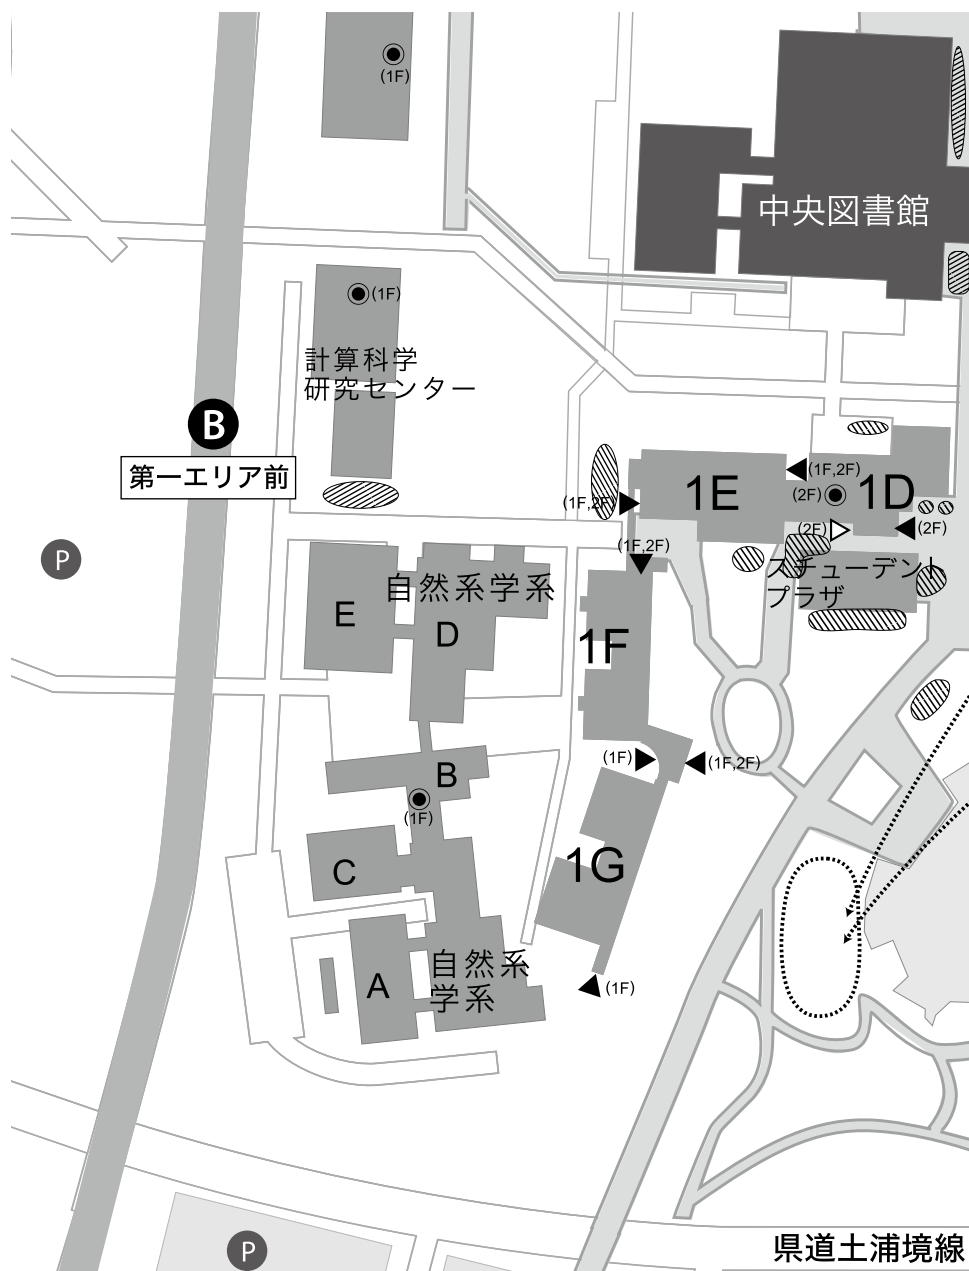 (1F)
中央図書館
(1F)
計算科学
研究センター
B
第一エリア前
(1F,2F)
1E
(2F)
1D
(1F,2F)
(2F)
(2F)
(1F,2F)
P
スチューデント
プラザ
自然系学系
E
D
1F
(1F)
(1F,2F)
B
(1F)
C
1G
自然系
学系
A
(1F)
県道土浦境線
P